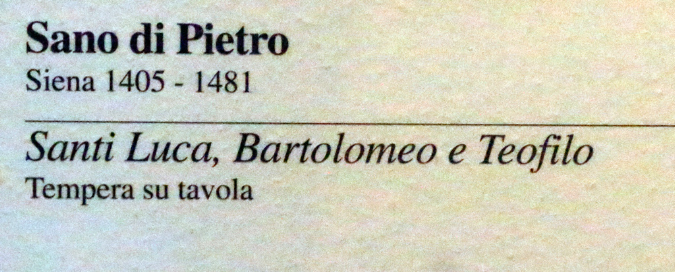 Sano di Pietro
Siena 1405 - 1481
Santi Luca, Bartolomeo e Teofilo
Tempera su tavola